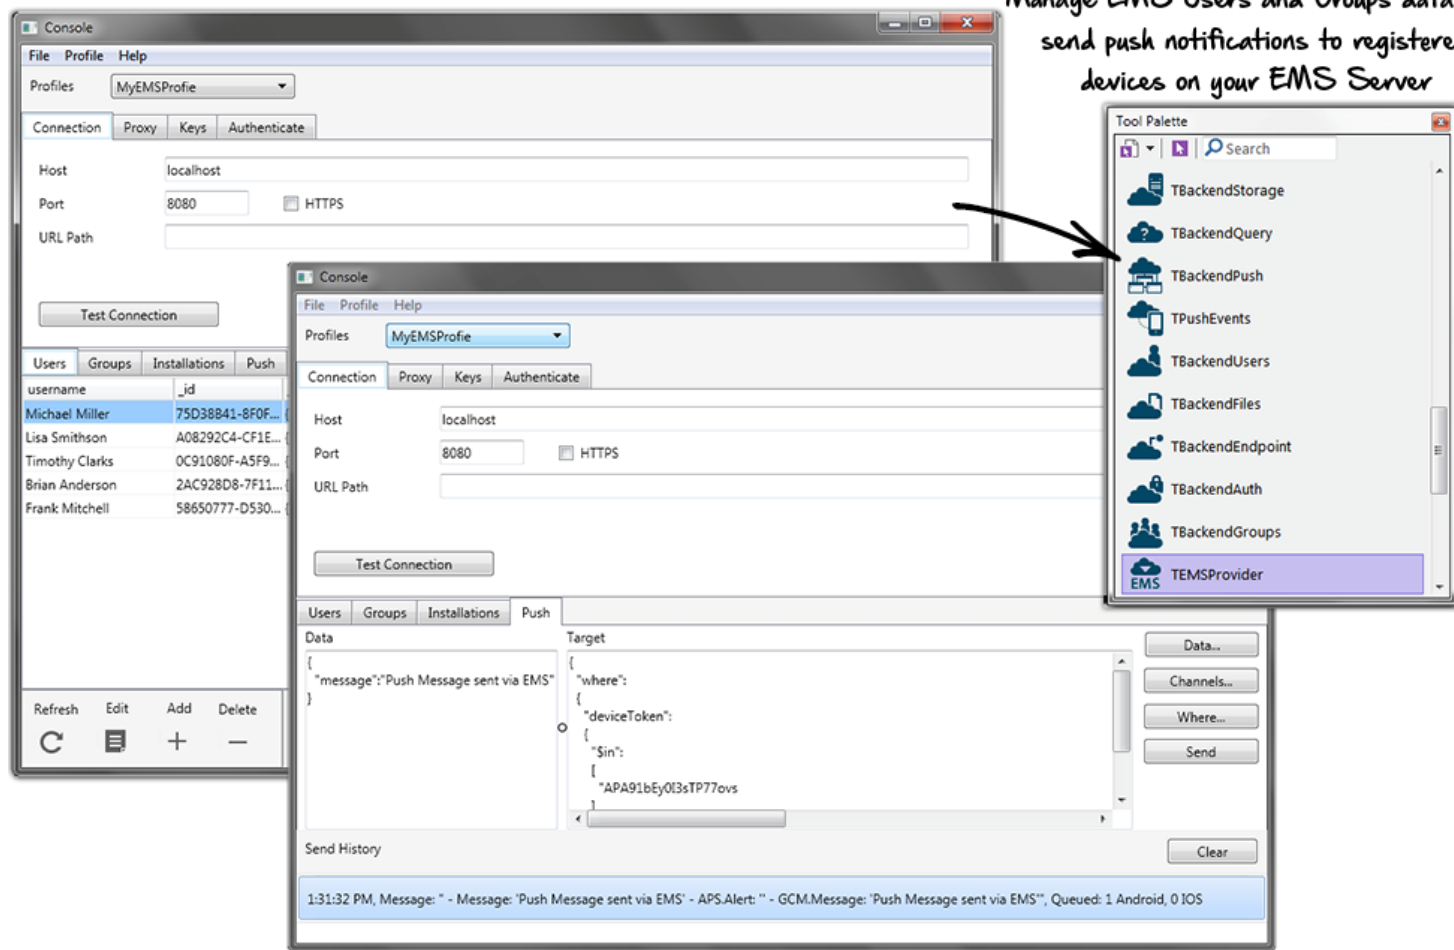 Manage EMS Users and Groups data
send push notifications to registere
devices on your EMS Server
Console
File Profile Help
Profiles MyEMSProfie
Connection Proxy Keys Authenticate
Host localhost
Port 8080 HTTPS
URL Path
Test Connection
Users Groups Installations Push
username _id
Michael Miller 75D38B41-8F0F...
Lisa Smithson A08292C4-CF1E...
Timothy Clarks 0C91080F-A5F9...
Brian Anderson 2AC928D8-7F11...
Frank Mitchell 58650777-D530...
Refresh Edit Add Delete
Console
File Profile Help
Profiles MyEMSProfie
Connection Proxy Keys Authenticate
Host localhost
Port 8080 HTTPS
URL Path
Test Connection
Users Groups Installations Push
Data
{
"message":"Push Message sent via EMS"
}
Target
{
"where":
{
"deviceToken":
{
"$in":
[
"APA91bEy0I3sTP77ovs
]
Data...
Channels...
Where...
Send
Send History
Clear
1:31:32 PM, Message: '' - Message: 'Push Message sent via EMS' - APS.Alert: '' - GCM.Message: 'Push Message sent via EMS'', Queued: 1 Android, 0 IOS
Tool Palette
Search
TBackendStorage
TBackendQuery
TBackendPush
TPushEvents
TBackendUsers
TBackendFiles
TBackendEndpoint
TBackendAuth
TBackendGroups
EMS TEMSProvider